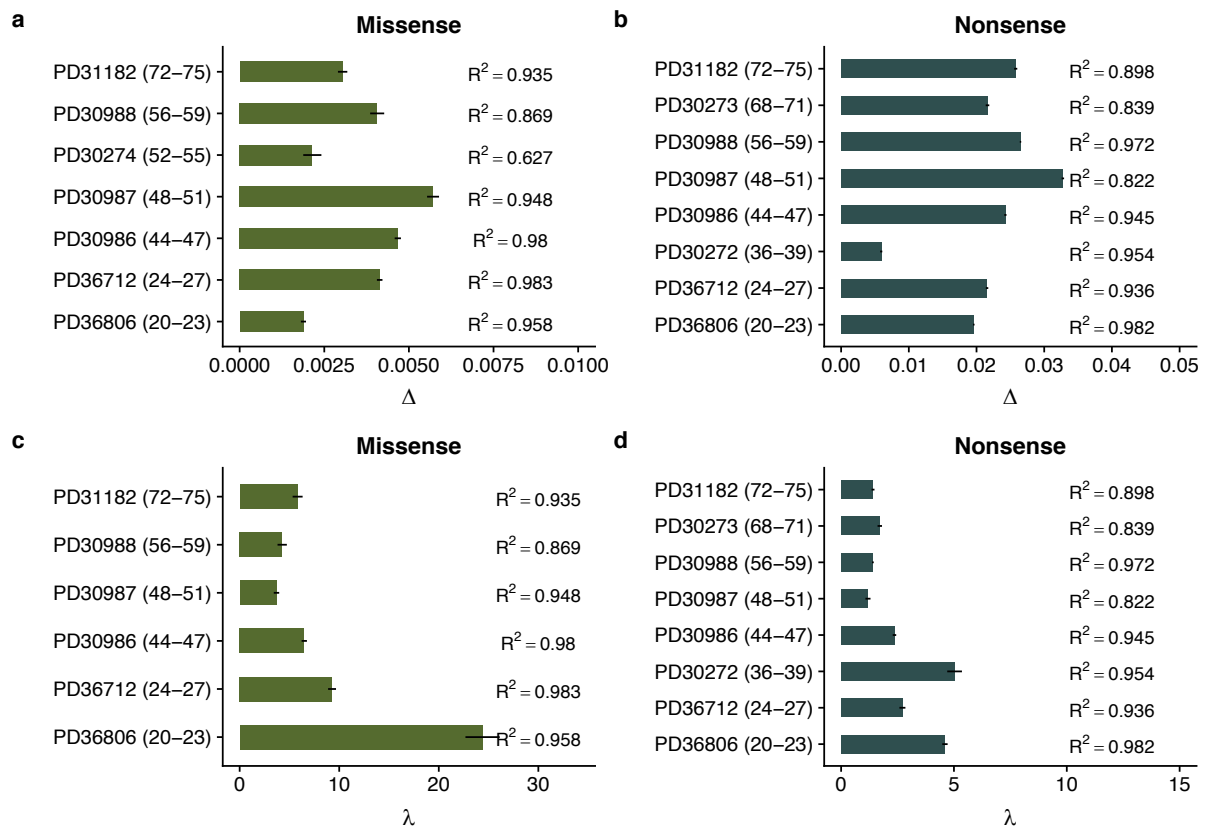 a
Missense
PD31182 (72−75)
R² = 0.935
PD30988 (56−59)
R² = 0.869
PD30274 (52−55)
R² = 0.627
PD30987 (48−51)
R² = 0.948
PD30986 (44−47)
R² = 0.98
PD36712 (24−27)
R² = 0.983
PD36806 (20−23)
R² = 0.958
0.0000 0.0025 0.0050 0.0075 0.0100
Δ
b
Nonsense
PD31182 (72−75)
R² = 0.898
PD30273 (68−71)
R² = 0.839
PD30988 (56−59)
R² = 0.972
PD30987 (48−51)
R² = 0.822
PD30986 (44−47)
R² = 0.945
PD30272 (36−39)
R² = 0.954
PD36712 (24−27)
R² = 0.936
PD36806 (20−23)
R² = 0.982
0.00 0.01 0.02 0.03 0.04 0.05
Δ
c
Missense
PD31182 (72−75)
R² = 0.935
PD30988 (56−59)
R² = 0.869
PD30987 (48−51)
R² = 0.948
PD30986 (44−47)
R² = 0.98
PD36712 (24−27)
R² = 0.983
PD36806 (20−23)
R² = 0.958
0 10 20 30
λ
d
Nonsense
PD31182 (72−75)
R² = 0.898
PD30273 (68−71)
R² = 0.839
PD30988 (56−59)
R² = 0.972
PD30987 (48−51)
R² = 0.822
PD30986 (44−47)
R² = 0.945
PD30272 (36−39)
R² = 0.954
PD36712 (24−27)
R² = 0.936
PD36806 (20−23)
R² = 0.982
0 5 10 15
λ